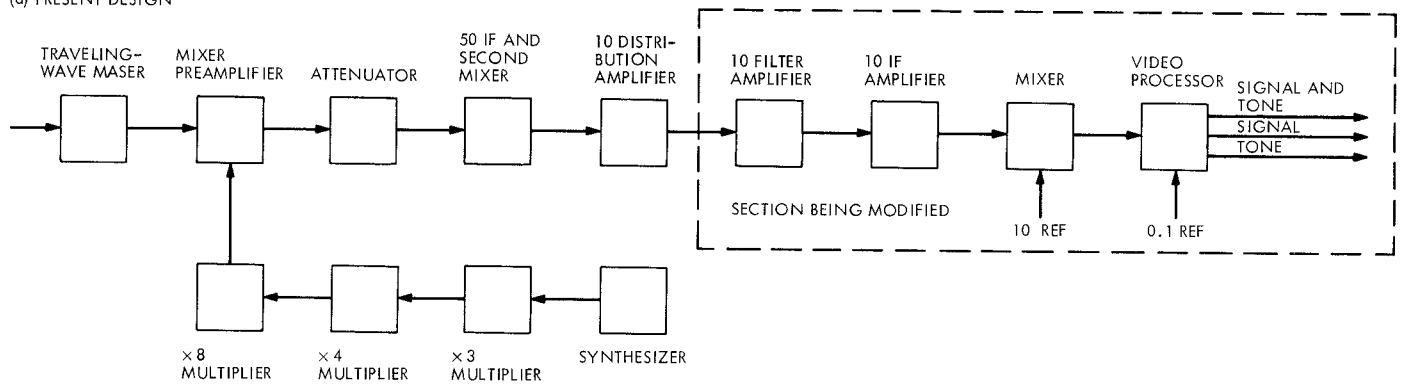 (a) PRESENT DESIGN
TRAVELING-
WAVE MASER
MIXER
PREAMPLIFIER
ATTENUATOR
50 IF AND
SECOND
MIXER
10 DISTRI-
BUTION
AMPLIFIER
10 FILTER
AMPLIFIER
10 IF
AMPLIFIER
MIXER
VIDEO
PROCESSOR
SIGNAL AND
TONE
SIGNAL
TONE
SECTION BEING MODIFIED
10 REF
0.1 REF
× 8
MULTIPLIER
× 4
MULTIPLIER
× 3
MULTIPLIER
SYNTHESIZER